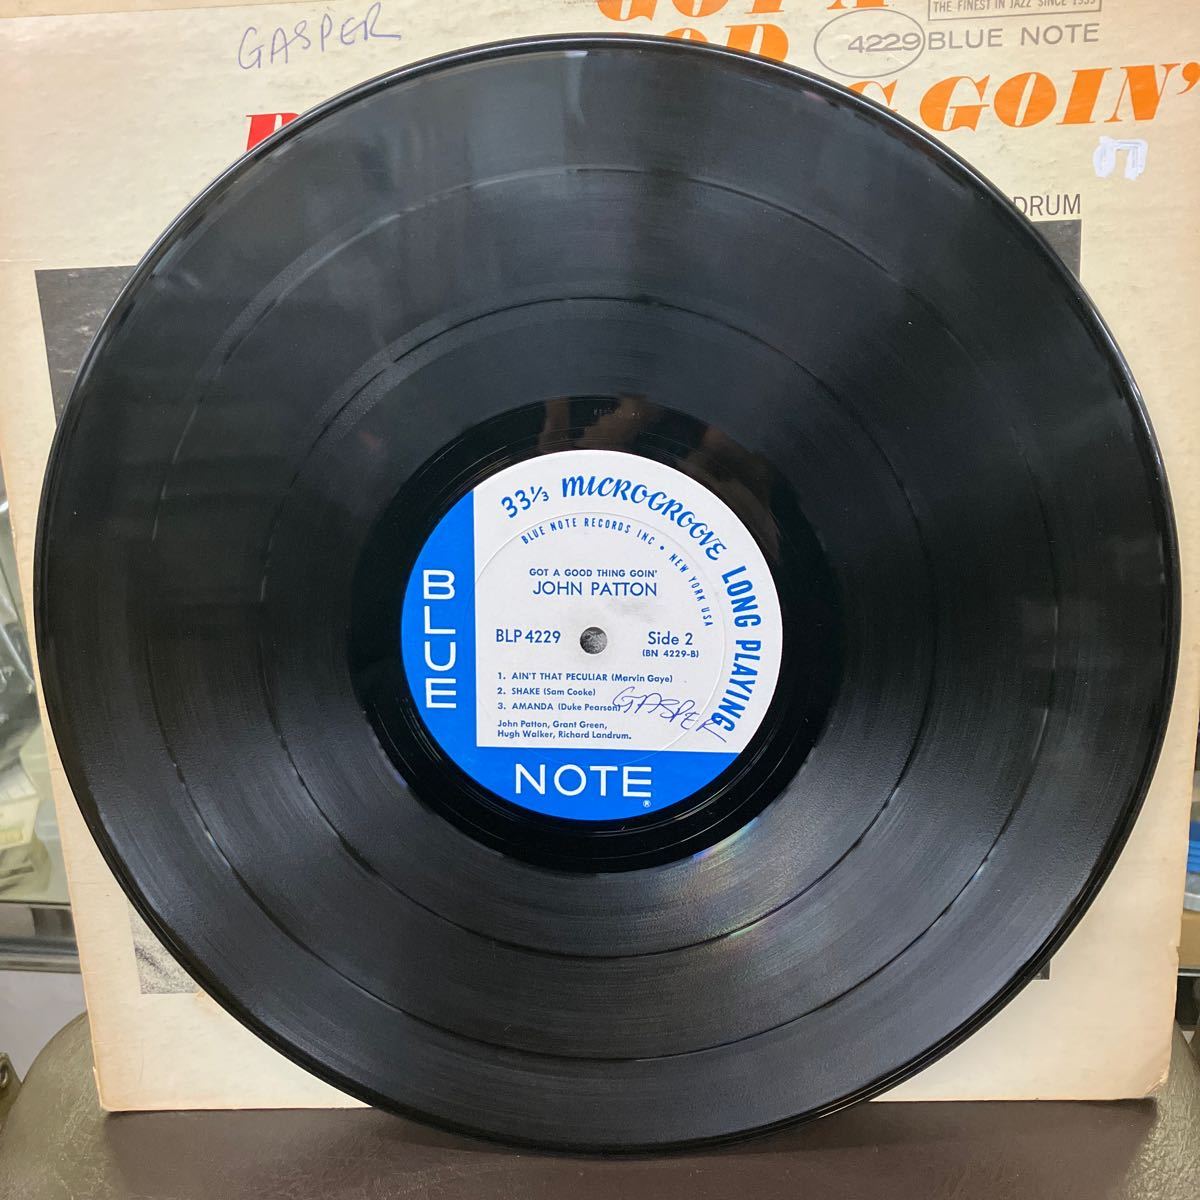 GASPER
THE FINEST IN JAZZ SINCE 1939
4229 BLUE NOTE
GOIN'
DRUM
33⅓ MICROGROOVE LONG PLAYING
BLUE NOTE RECORDS INC • NEW YORK USA
GOT A GOOD THING GOIN'
JOHN PATTON
BLP 4229
Side 2
(BN 4229-B)
1. AIN'T THAT PECULIAR (Marvin Gaye)
2. SHAKE (Sam Cooke)
3. AMANDA (Duke Pearson)
GASPER
John Patton, Grant Green,
Hugh Walker, Richard Landrum.
BLUE
NOTE®